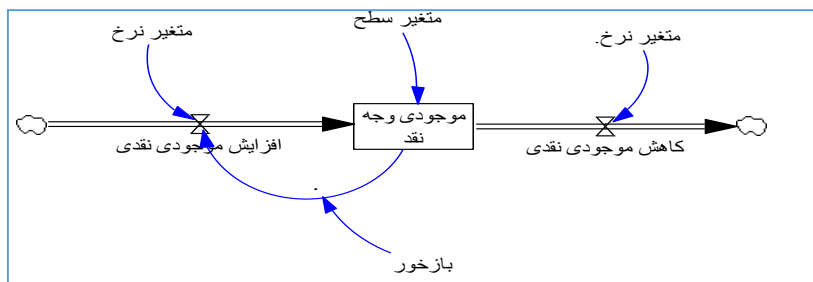 متغیر سطح
متغیر نرخ
متغیر نرخ.
موجودی وجه
نقد
افزایش موجودی نقدی
کاهش موجودی نقدی
.
بازخور